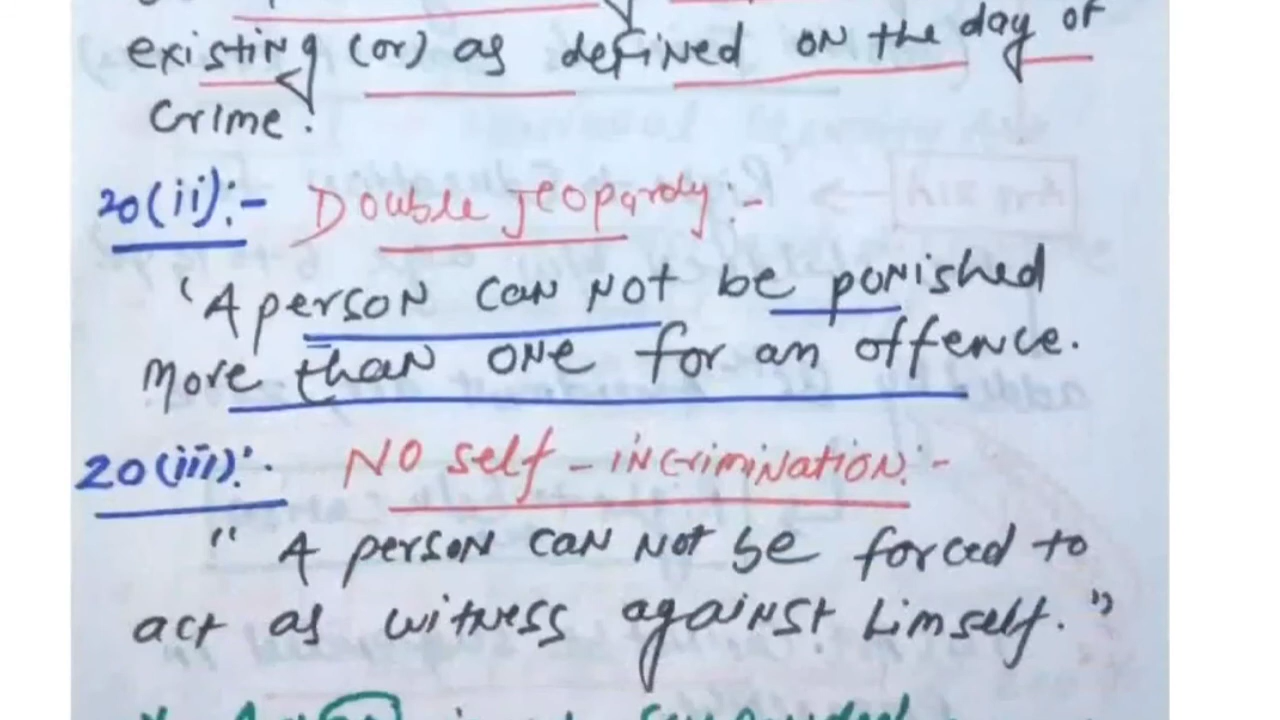 existing (or) as defined on the day of
crime.
20(ii):- Double Jeopardy:-
"A person can not be ponished
more than one for an offence.
20(iii):- No self-incrimination:-
"A person can not be forced to
act as witness against himself."